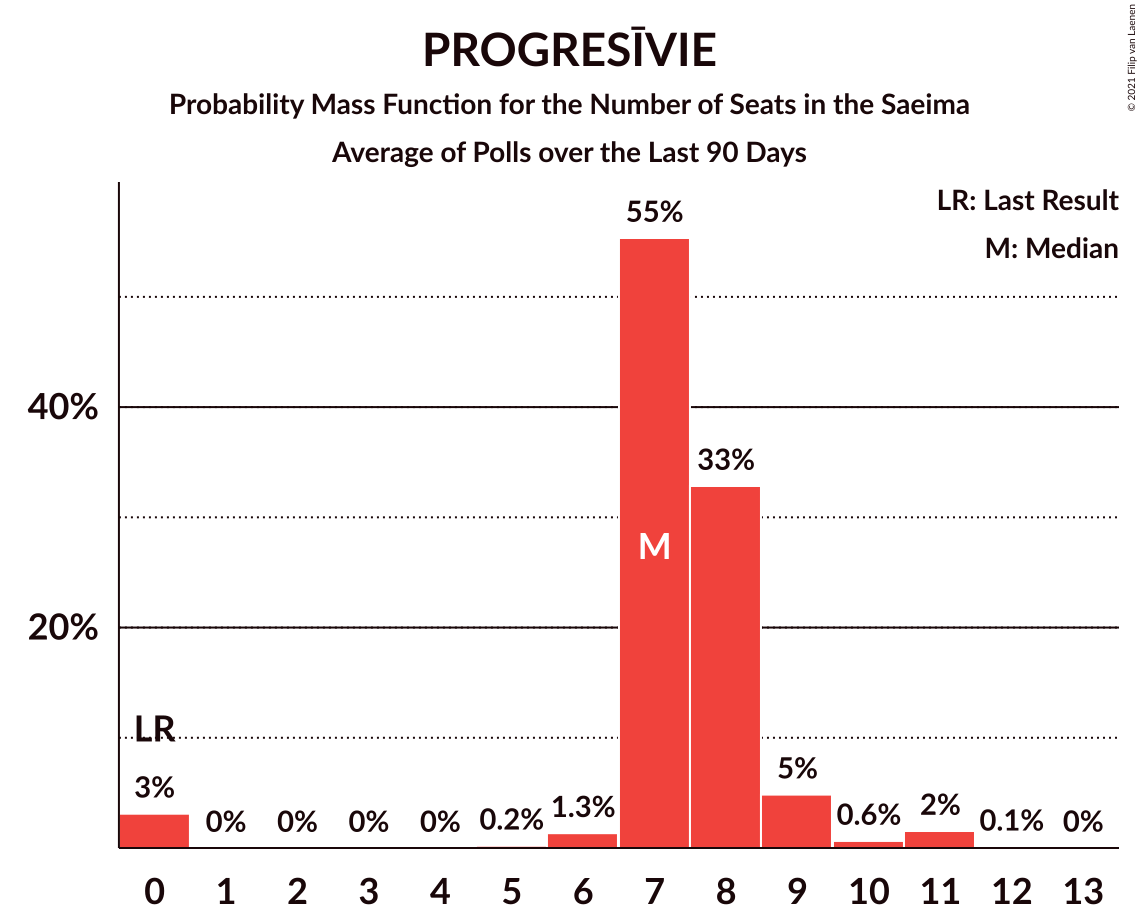 PROGRESĪVIE
Probability Mass Function for the Number of Seats in the Saeima
Average of Polls over the Last 90 Days
© 2021 Filip van Laenen
LR: Last Result
M: Median
55%
40%
33%
M
20%
LR
3%
0%
0%
0%
0%
0.2%
1.3%
5%
0.6%
2%
0.1%
0%
0 1 2 3 4 5 6 7 8 9 10 11 12 13